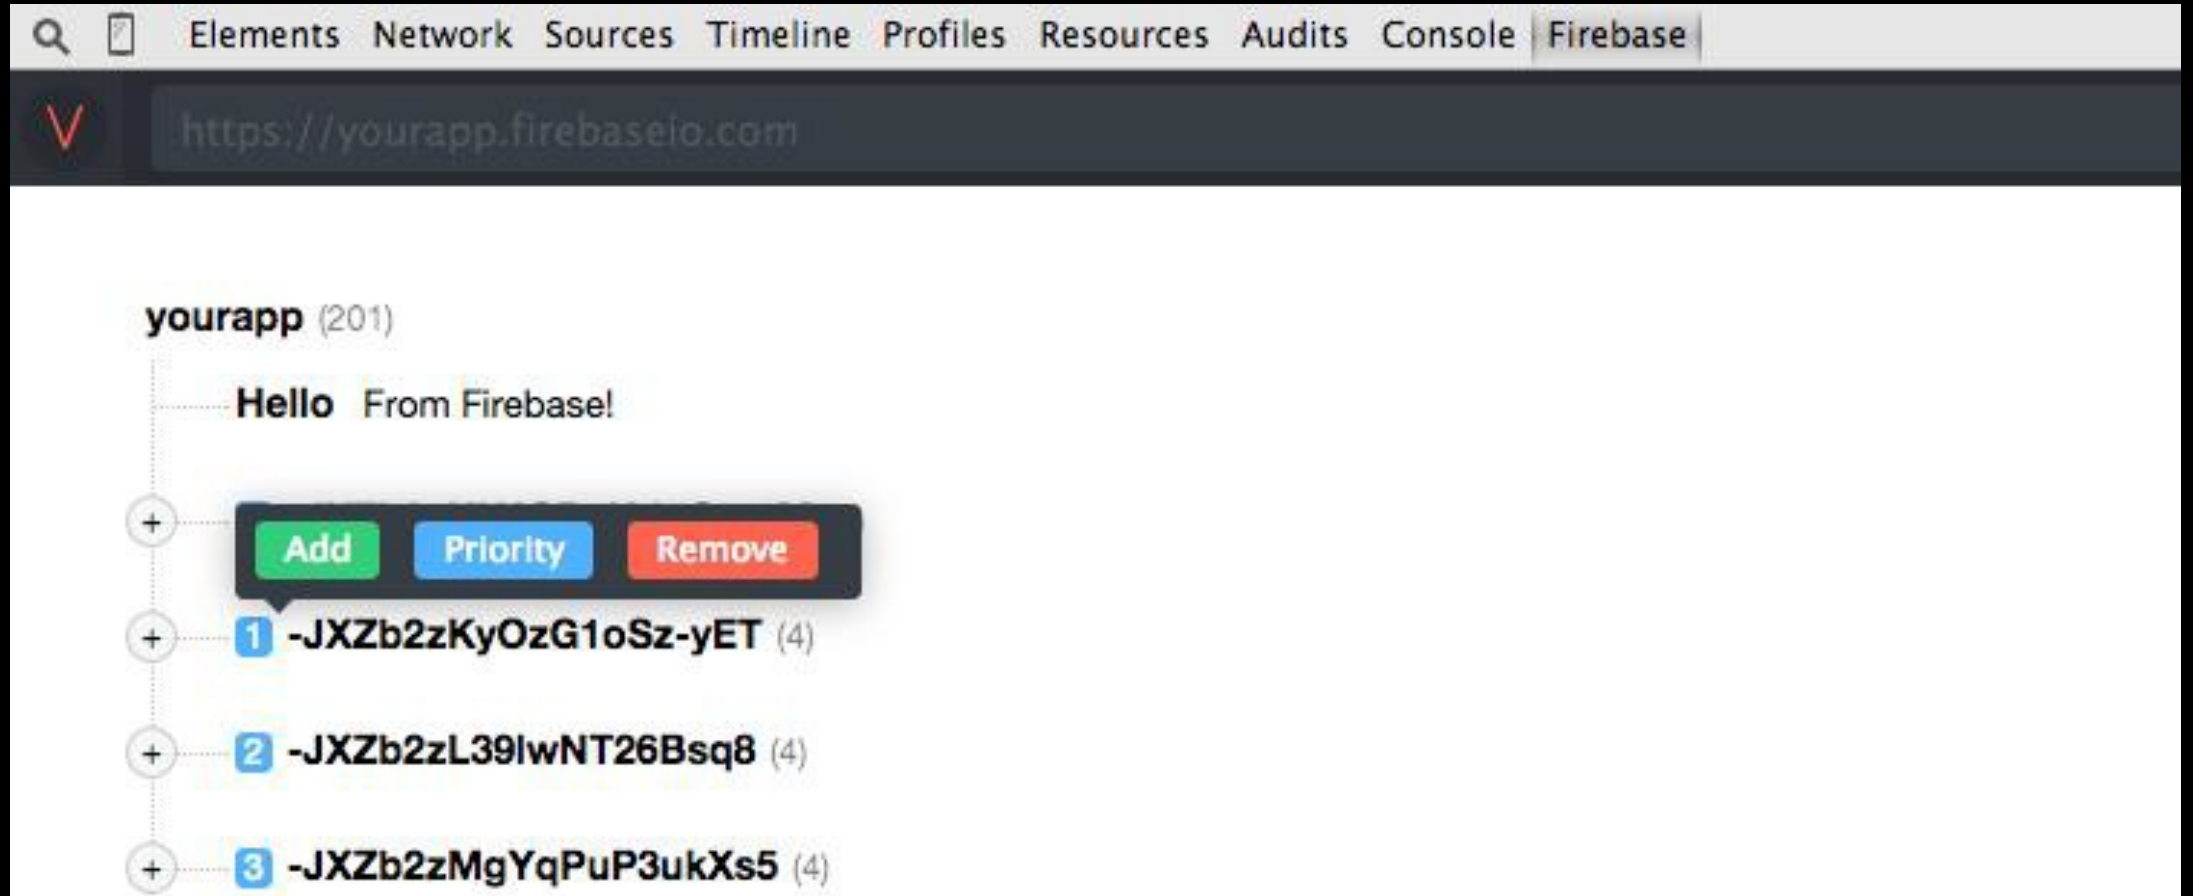 Elements Network Sources Timeline Profiles Resources Audits Console Firebase
https://yourapp.firebaseio.com
yourapp (201)
Hello From Firebase!
Add Priority Remove
1 -JXZb2zKyOzG1oSz-yET (4)
2 -JXZb2zL39lwNT26Bsq8 (4)
3 -JXZb2zMgYqPuP3ukXs5 (4)